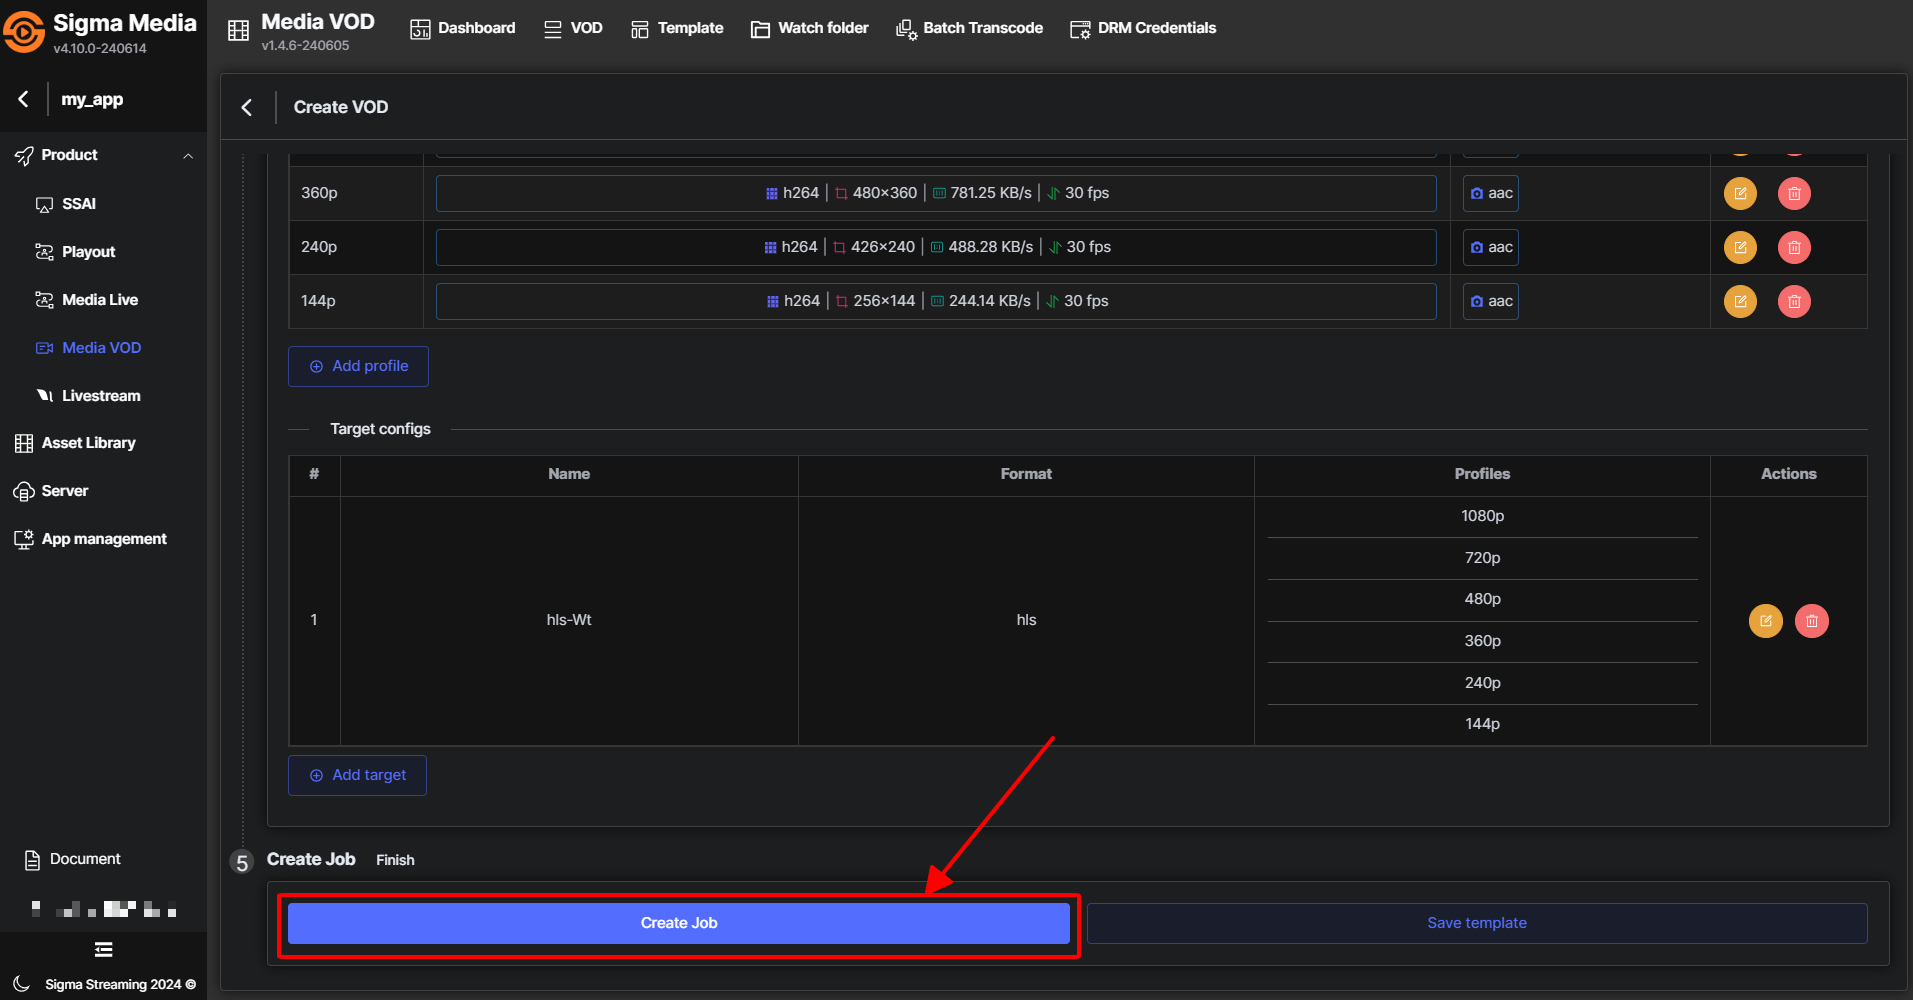 Sigma Media
v4.10.0-240614
my_app
Product
SSAI
Playout
Media Live
Media VOD
Livestream
Asset Library
Server
App management
Document
Sigma Streaming 2024 ©
Media VOD
v1.4.6-240605
Dashboard
VOD
Template
Watch folder
Batch Transcode
DRM Credentials
Create VOD
360p h264 | 480×360 | 781.25 KB/s | 30 fps aac
240p h264 | 426×240 | 488.28 KB/s | 30 fps aac
144p h264 | 256×144 | 244.14 KB/s | 30 fps aac
Add profile
Target configs
# Name Format Profiles Actions
1 hls-Wt hls
1080p
720p
480p
360p
240p
144p
Add target
5 Create Job Finish
Create Job
Save template